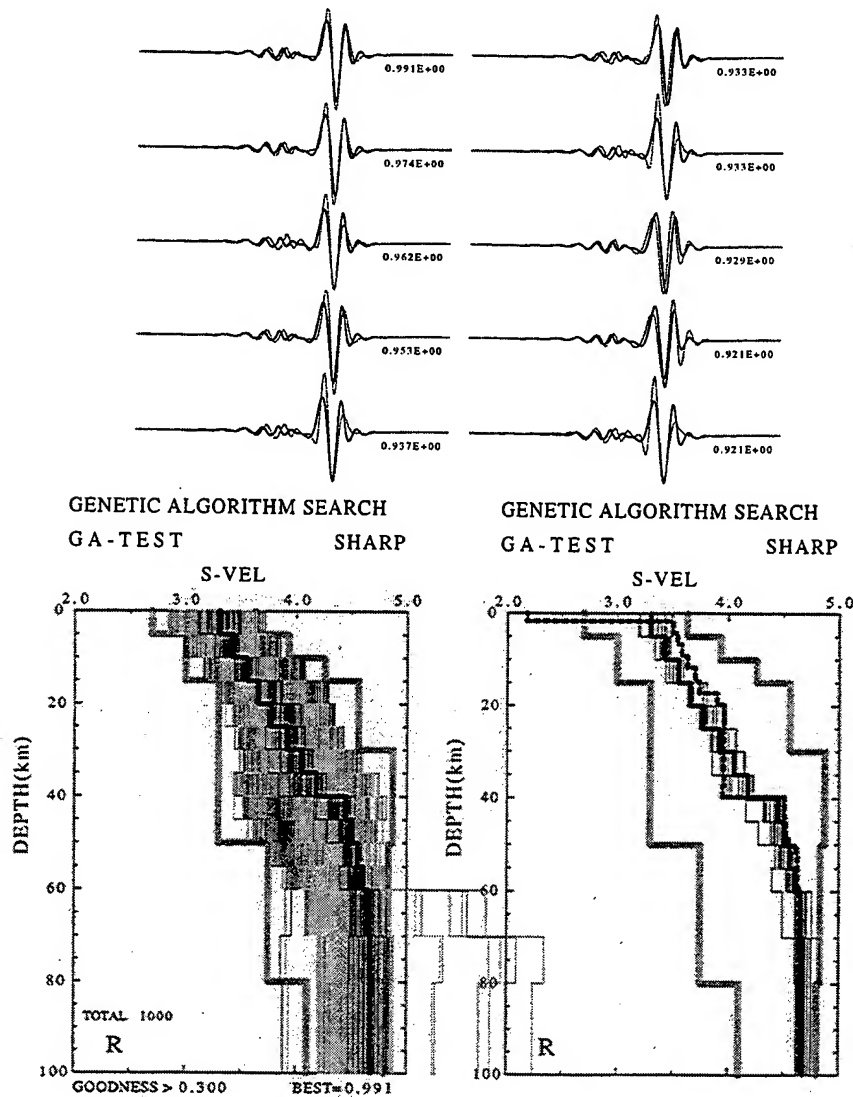 0.991E+00
0.933E+00
0.974E+00
0.933E+00
0.962E+00
0.929E+00
0.953E+00
0.921E+00
0.937E+00
0.921E+00
GENETIC ALGORITHM SEARCH
GA-TEST SHARP
S-VEL
2.0 3.0 4.0 5.0
0
20
40
60
80
100
DEPTH(km)
TOTAL 1000
R
GOODNESS > 0.300 BEST=0.991
GENETIC ALGORITHM SEARCH
GA-TEST SHARP
S-VEL
2.0 3.0 4.0 5.0
0
20
40
60
80
100
DEPTH(km)
R